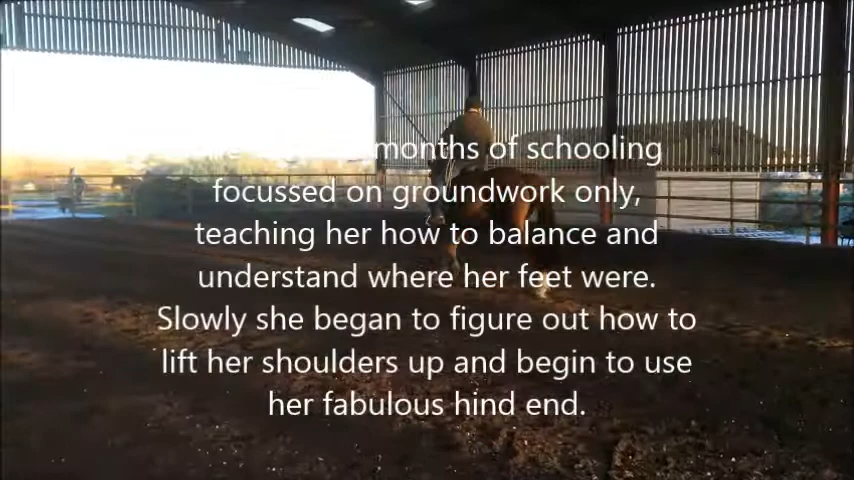 months of schooling
focussed on groundwork only,
teaching her how to balance and
understand where her feet were.
Slowly she began to figure out how to
lift her shoulders up and begin to use
her fabulous hind end.